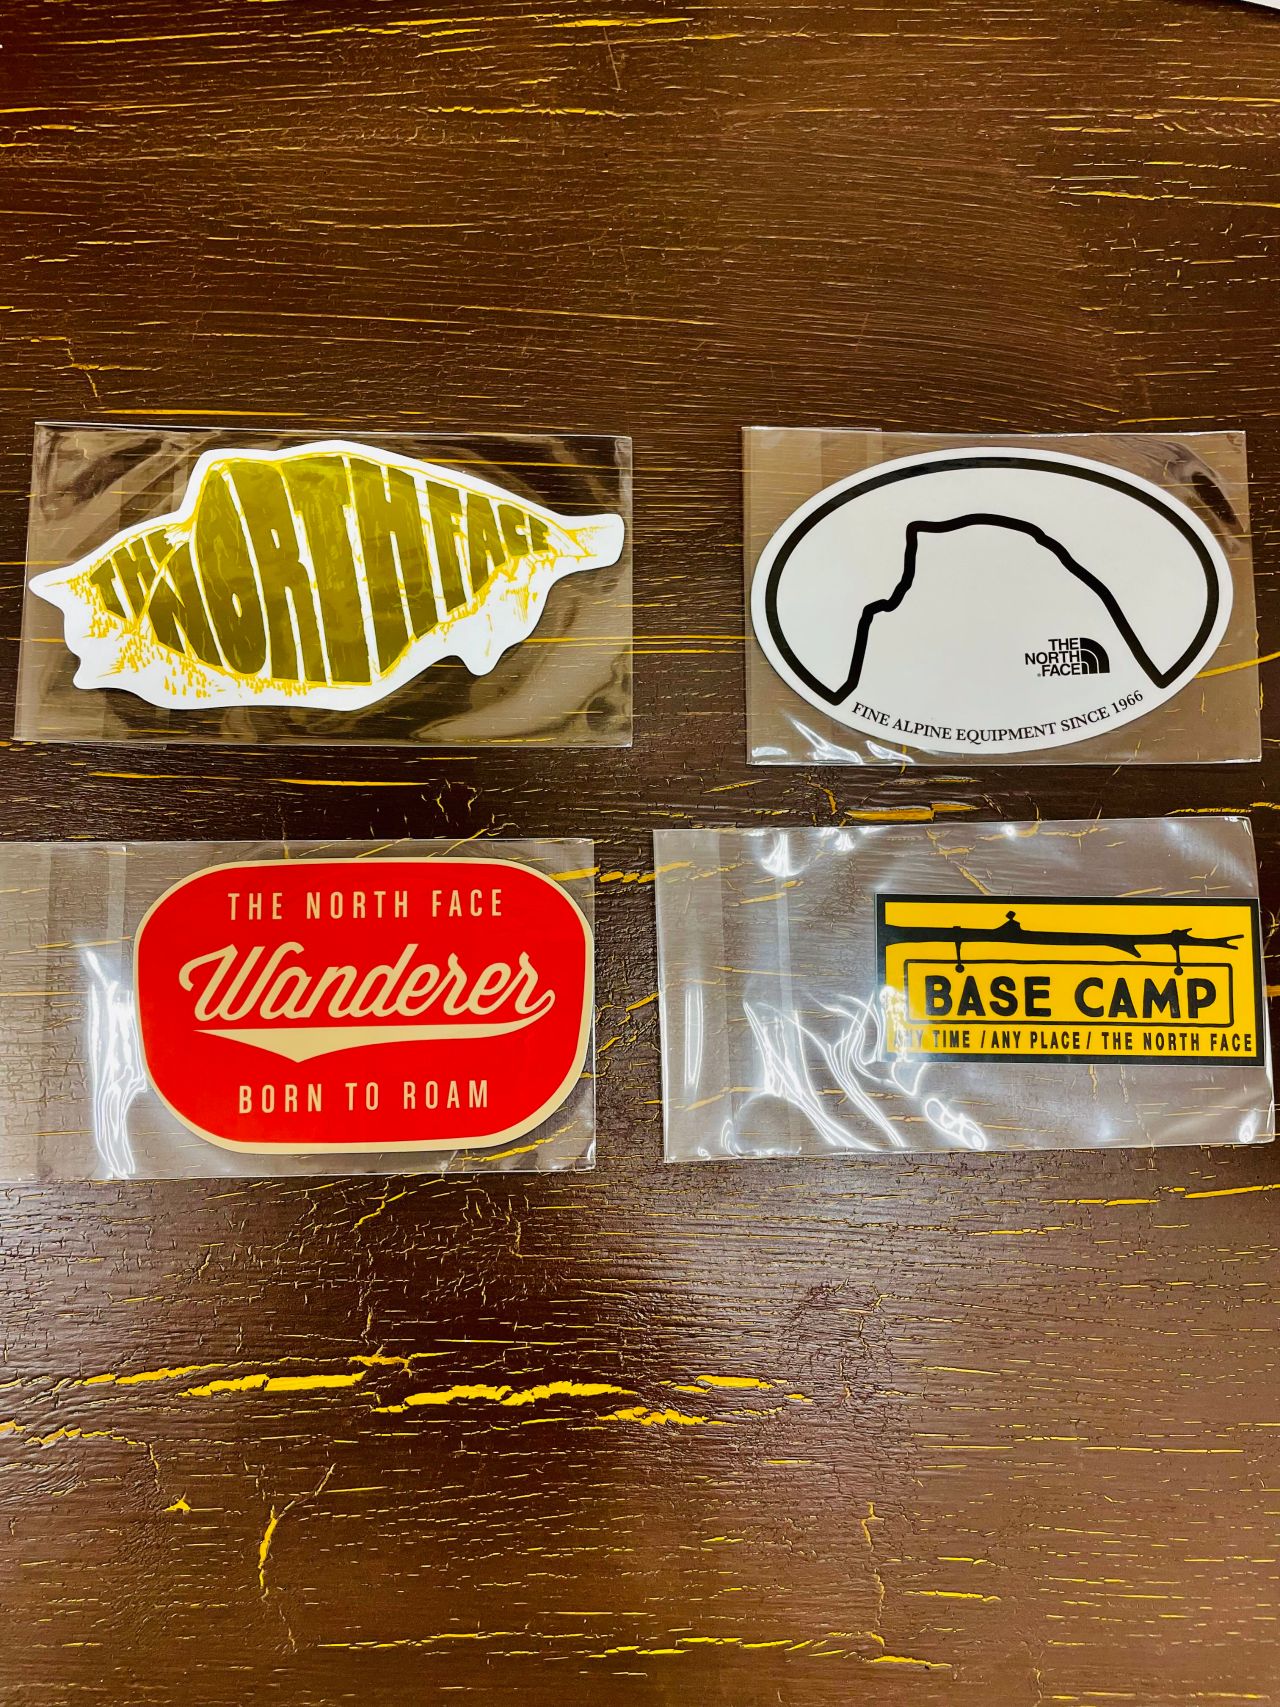 THE NORTH FACE
THE
NORTH
FACE
FINE ALPINE EQUIPMENT SINCE 1966
THE NORTH FACE
Wanderer
BORN TO ROAM
BASE CAMP
ANY TIME / ANY PLACE / THE NORTH FACE